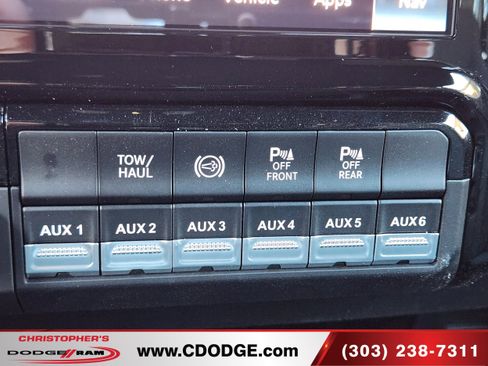 Vehicle Apps Nav
TOW/
HAUL
OFF
FRONT
OFF
REAR
AUX 1 AUX 2 AUX 3 AUX 4 AUX 5 AUX 6
CHRISTOPHER'S
DODGE RAM
www.CDODGE.com
(303) 238-7311